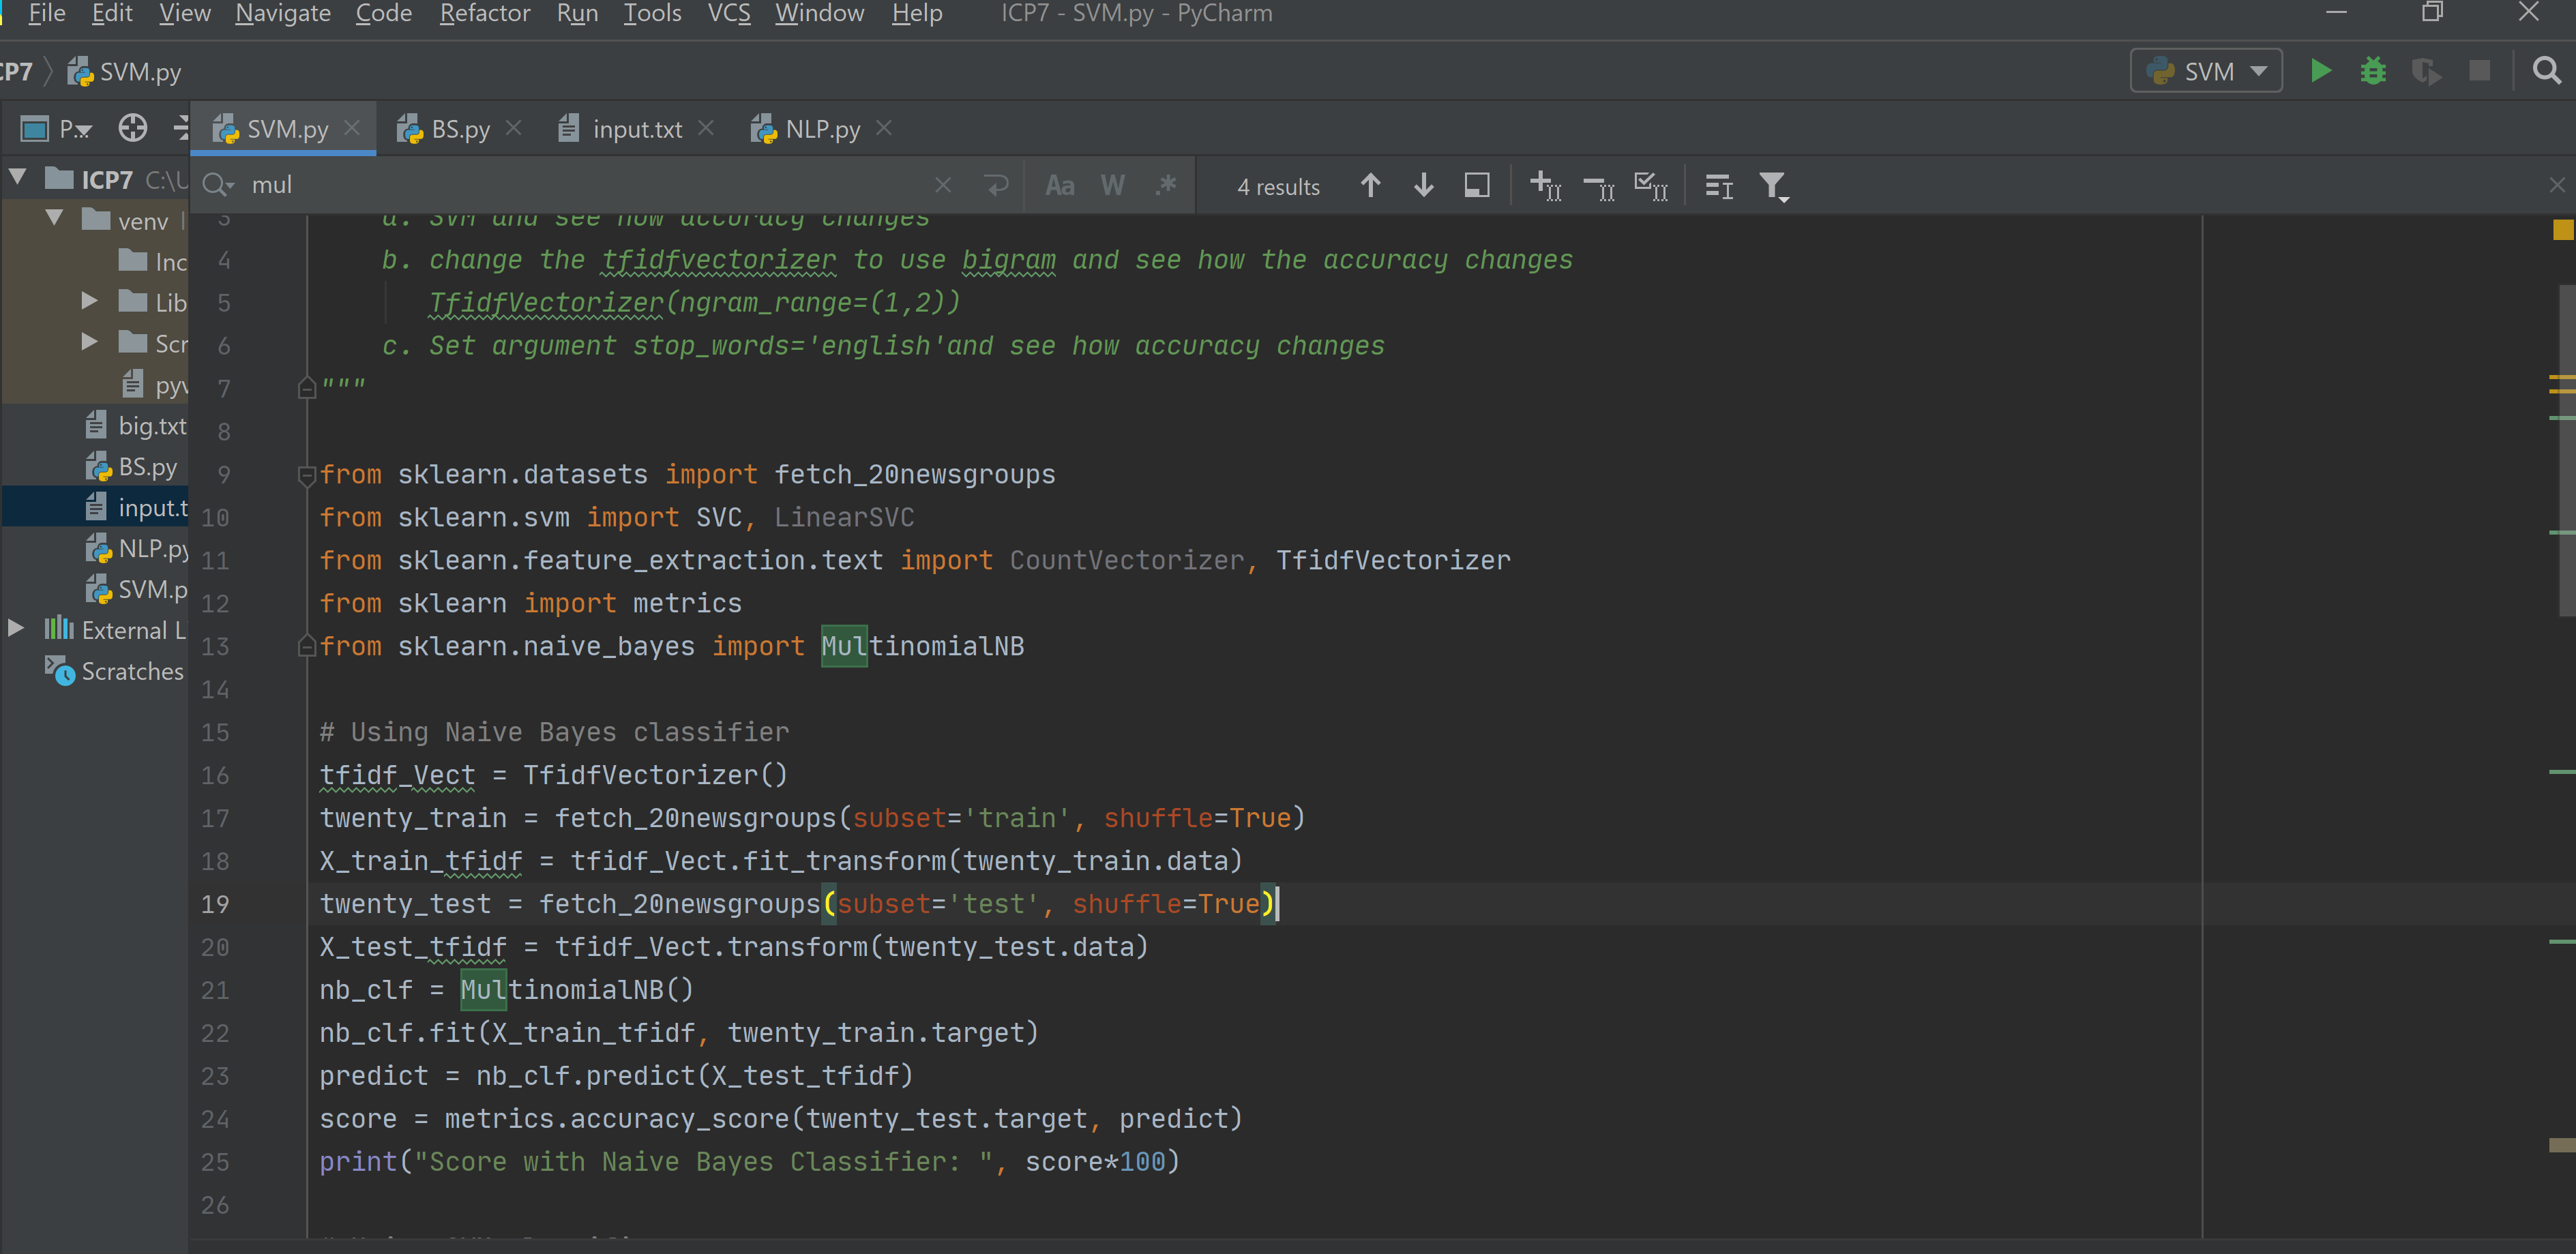 File Edit View Navigate Code Refactor Run Tools VCS Window Help ICP7 - SVM.py - PyCharm
CP7 SVM.py SVM
P... SVM.py BS.py input.txt NLP.py
mul Aa W .* 4 results
ICP7 C:\U
venv
Inc
Lib
Scr
pyv
big.txt
BS.py
input.t
NLP.py
SVM.p
External L
Scratches
3 a. SVM and see how accuracy changes
4 b. change the tfidfvectorizer to use bigram and see how the accuracy changes
5 TfidfVectorizer(ngram_range=(1,2))
6 c. Set argument stop_words='english'and see how accuracy changes
7 """
8
9 from sklearn.datasets import fetch_20newsgroups
10 from sklearn.svm import SVC, LinearSVC
11 from sklearn.feature_extraction.text import CountVectorizer, TfidfVectorizer
12 from sklearn import metrics
13 from sklearn.naive_bayes import MultinomialNB
14
15 # Using Naive Bayes classifier
16 tfidf_Vect = TfidfVectorizer()
17 twenty_train = fetch_20newsgroups(subset='train', shuffle=True)
18 X_train_tfidf = tfidf_Vect.fit_transform(twenty_train.data)
19 twenty_test = fetch_20newsgroups(subset='test', shuffle=True)
20 X_test_tfidf = tfidf_Vect.transform(twenty_test.data)
21 nb_clf = MultinomialNB()
22 nb_clf.fit(X_train_tfidf, twenty_train.target)
23 predict = nb_clf.predict(X_test_tfidf)
24 score = metrics.accuracy_score(twenty_test.target, predict)
25 print("Score with Naive Bayes Classifier: ", score*100)
26